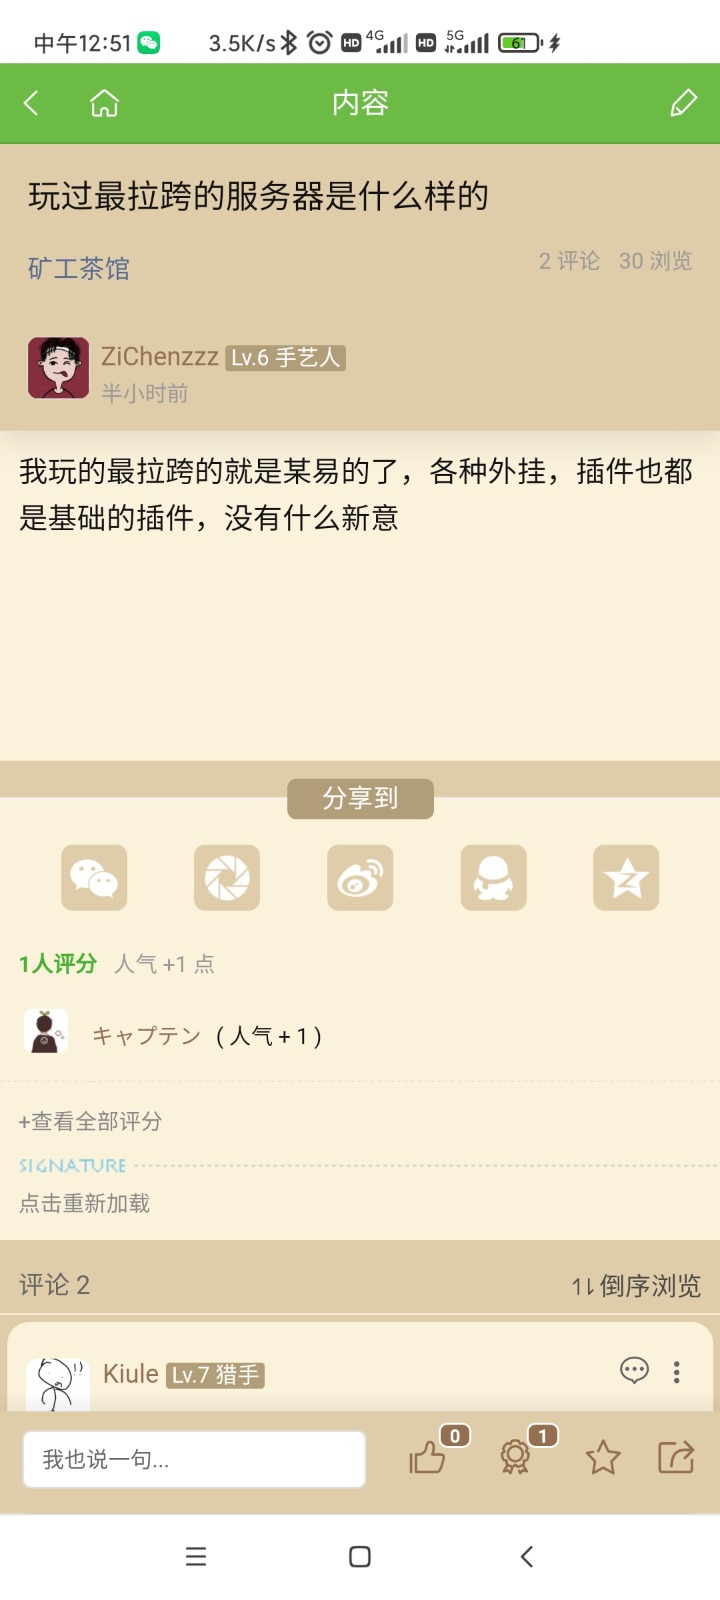 中午12:51
3.5K/s HD 4G HD 5G 61
内容
玩过最拉跨的服务器是什么样的
矿工茶馆
2 评论 30 浏览
ZiChenzzz Lv.6 手艺人
半小时前
我玩的最拉跨的就是某易的了，各种外挂，插件也都
是基础的插件，没有什么新意
分享到
1人评分 人气 +1 点
キャプテン ( 人气 + 1 )
+查看全部评分
SIGNATURE
点击重新加载
评论 2
倒序浏览
Kiule Lv.7 猎手
我也说一句...
0
1